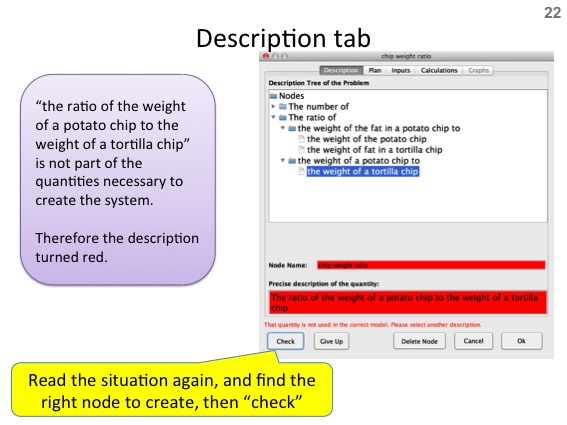 22
Description tab
“the ratio of the weight
of a potato chip to the
weight of a tortilla chip”
is not part of the
quantities necessary to
create the system.
Therefore the description
turned red.
chip weight ratio
Description Plan Inputs Calculations Graphs
Description Tree of the Problem
Nodes
The number of
The ratio of
the weight of the fat in a potato chip to
the weight of the potato chip
the weight of fat in a tortilla chip
the weight of a potato chip to
the weight of a tortilla chip
Node Name: chip weight ratio
Precise description of the quantity:
The ratio of the weight of a potato chip to the weight of a tortilla
chip
That quantity is not used in the correct model. Please select another description.
Check Give Up Delete Node Cancel Ok
Read the situation again, and find the
right node to create, then “check”